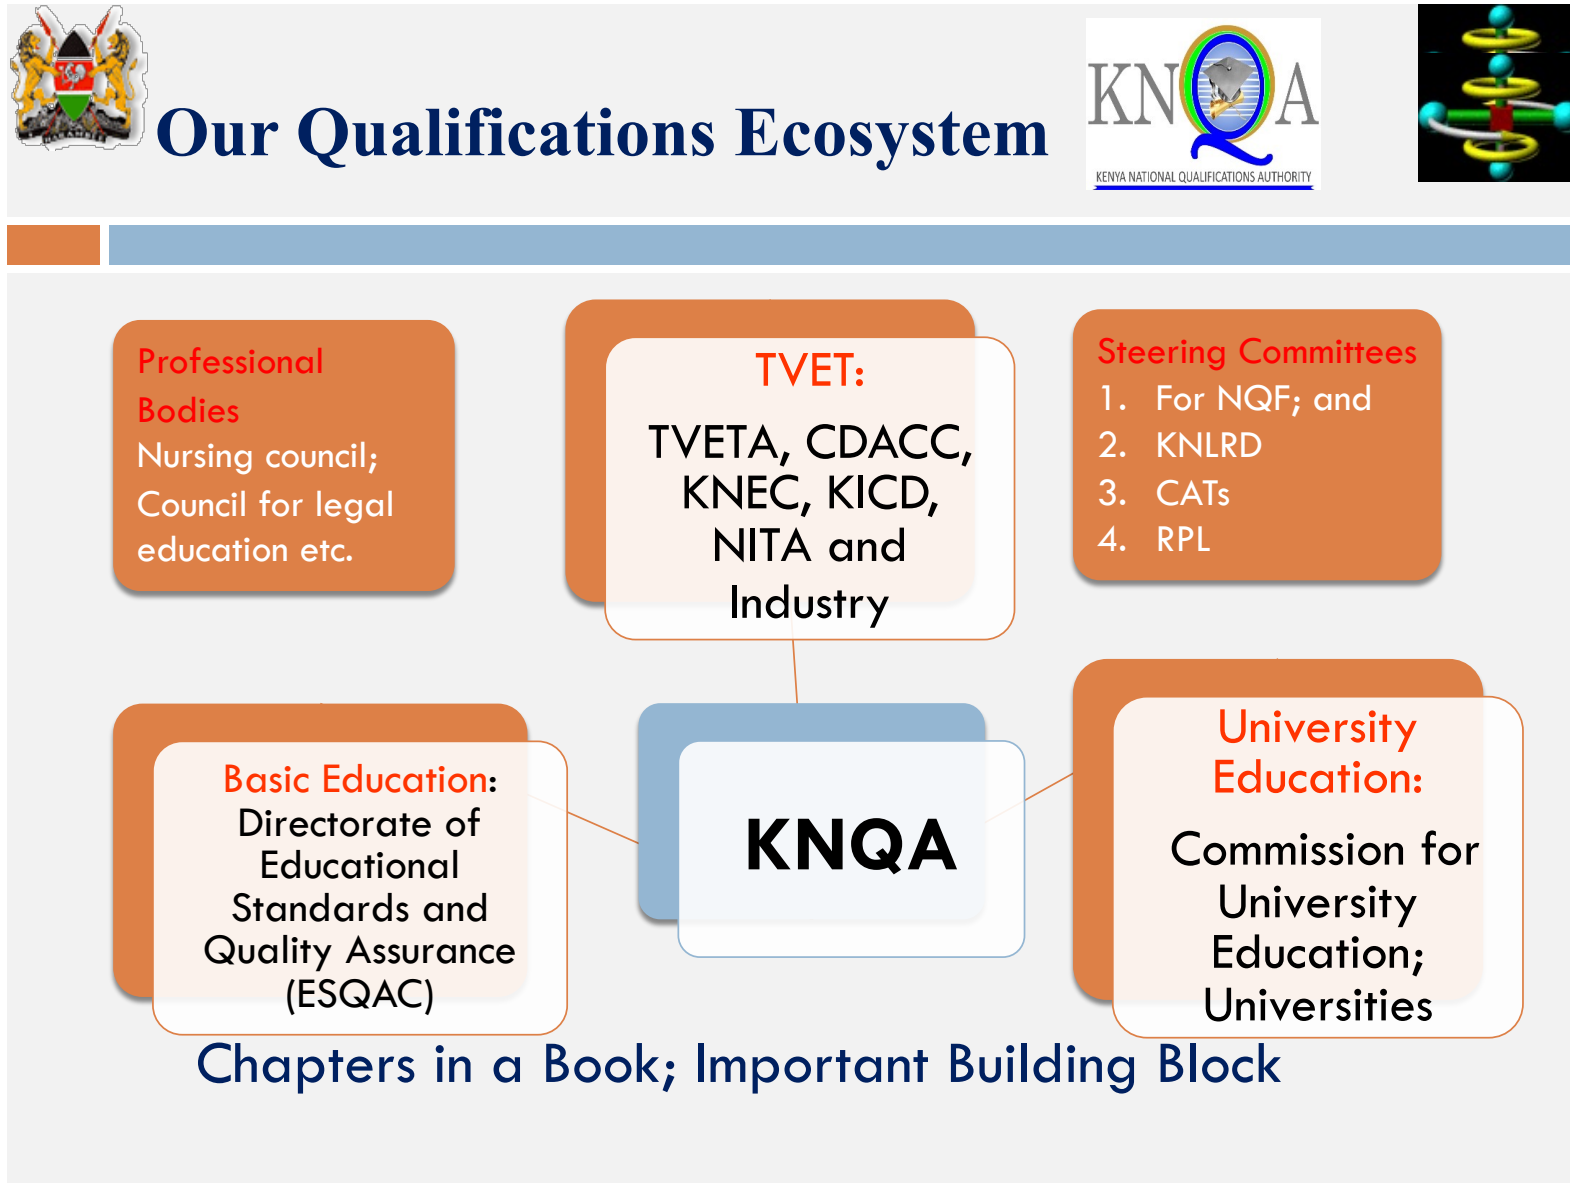 Our Qualifications Ecosystem
KNQA
KENYA NATIONAL QUALIFICATIONS AUTHORITY
Professional
Bodies
Nursing council;
Council for legal
education etc.
TVET:
TVETA, CDACC,
KNEC, KICD,
NITA and
Industry
Steering Committees
1. For NQF; and
2. KNLRD
3. CATs
4. RPL
Basic Education:
Directorate of
Educational
Standards and
Quality Assurance
(ESQAC)
KNQA
University
Education:
Commission for
University
Education;
Universities
Chapters in a Book; Important Building Block